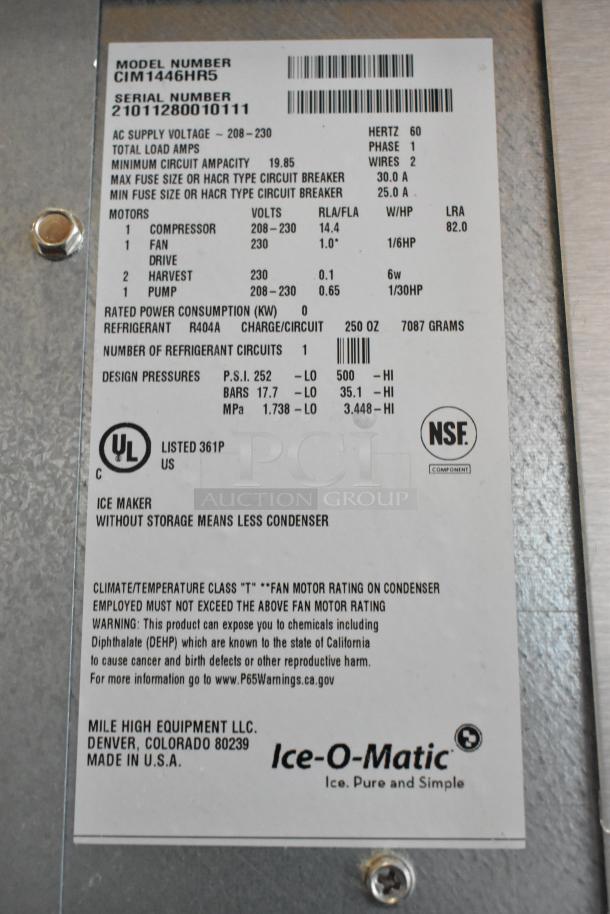 MODEL NUMBER
CIM1446HR5
SERIAL NUMBER
21011280010111
AC SUPPLY VOLTAGE ~ 208-230 HERTZ 60
TOTAL LOAD AMPS PHASE 1
MINIMUM CIRCUIT AMPACITY 19.85 WIRES 2
MAX FUSE SIZE OR HACR TYPE CIRCUIT BREAKER 30.0 A
MIN FUSE SIZE OR HACR TYPE CIRCUIT BREAKER 25.0 A
MOTORS VOLTS RLA/FLA W/HP LRA
1 COMPRESSOR 208-230 14.4 82.0
1 FAN 230 1.0* 1/6HP
DRIVE
2 HARVEST 230 0.1 6w
1 PUMP 208-230 0.65 1/30HP
RATED POWER CONSUMPTION (KW) 0
REFRIGERANT R404A CHARGE/CIRCUIT 250 OZ 7087 GRAMS
NUMBER OF REFRIGERANT CIRCUITS 1
DESIGN PRESSURES P.S.I. 252 -LO 500 -HI
BARS 17.7 -LO 35.1 -HI
MPa 1.738-LO 3.448-HI
C UL LISTED 361P
US
NSF.
COMPONENT
PCI
AUCTION GROUP
ICE MAKER
WITHOUT STORAGE MEANS LESS CONDENSER
CLIMATE/TEMPERATURE CLASS "T" **FAN MOTOR RATING ON CONDENSER
EMPLOYED MUST NOT EXCEED THE ABOVE FAN MOTOR RATING
WARNING: This product can expose you to chemicals including
Diphthalate (DEHP) which are known to the state of California
to cause cancer and birth defects or other reproductive harm.
For more information go to www.P65Warnings.ca.gov
MILE HIGH EQUIPMENT LLC.
DENVER, COLORADO 80239
MADE IN U.S.A.
Ice-O-Matic
Ice. Pure and Simple